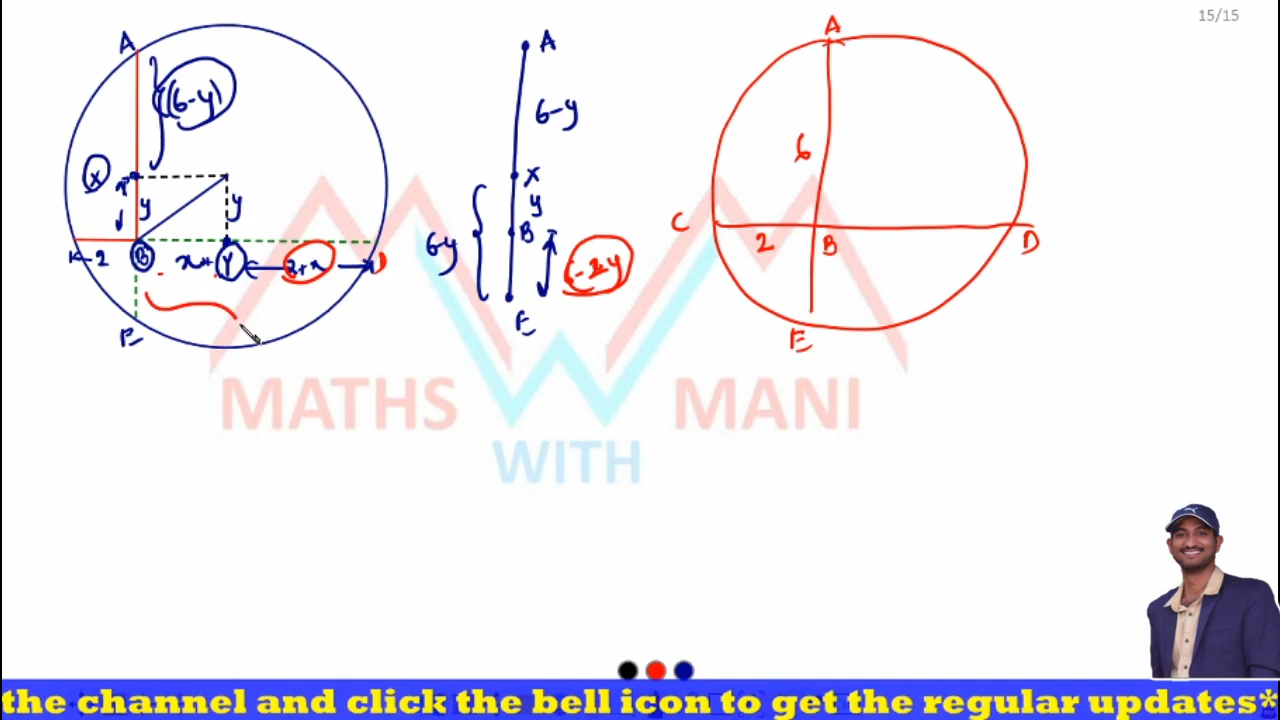 15/15
A
(6-y)
X
y
y
2
B
x
Y
2+x
E
A
6-y
X
y
6-y
B
E
A
6
C
2
B
D
E
MATHS
WITH
MANI
the channel and click the bell icon to get the regular updates*